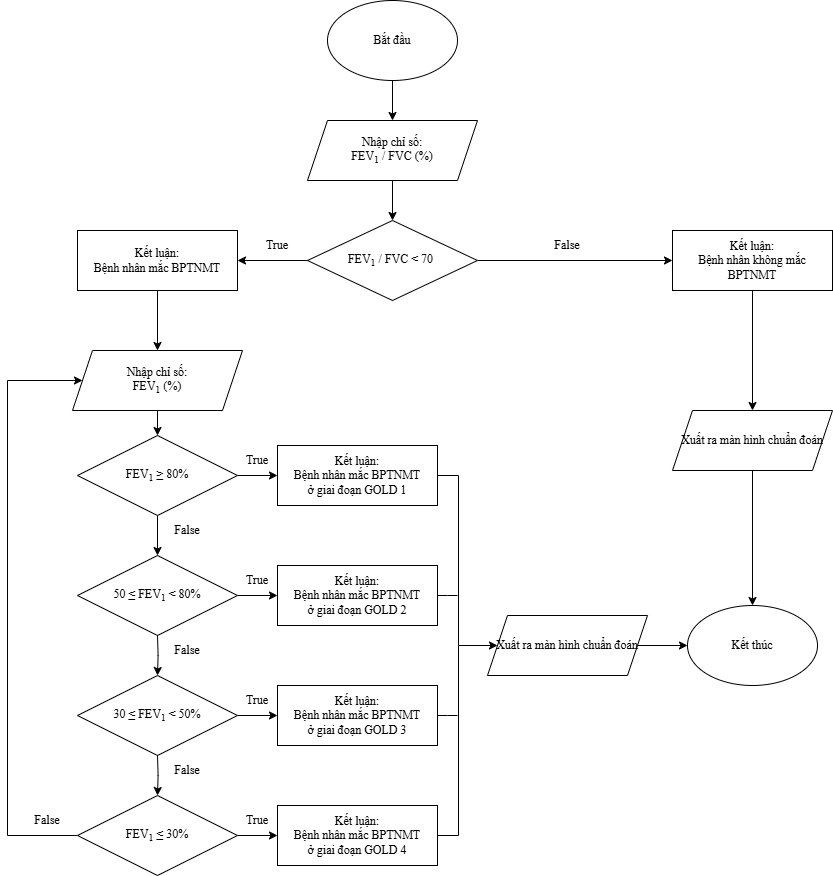 Bắt đầu
Nhập chỉ số:
FEV1 / FVC (%)
True
FEV1 / FVC < 70
False
Kết luận:
Bệnh nhân mắc BPTNMT
Kết luận:
Bệnh nhân không mắc
BPTNMT
Nhập chỉ số:
FEV1 (%)
Xuất ra màn hình chuẩn đoán
FEV1 ≥ 80%
True
Kết luận:
Bệnh nhân mắc BPTNMT
ở giai đoạn GOLD 1
False
50 ≤ FEV1 < 80%
True
Kết luận:
Bệnh nhân mắc BPTNMT
ở giai đoạn GOLD 2
False
Xuất ra màn hình chuẩn đoán
Kết thúc
30 ≤ FEV1 < 50%
True
Kết luận:
Bệnh nhân mắc BPTNMT
ở giai đoạn GOLD 3
False
False
FEV1 ≤ 30%
True
Kết luận:
Bệnh nhân mắc BPTNMT
ở giai đoạn GOLD 4